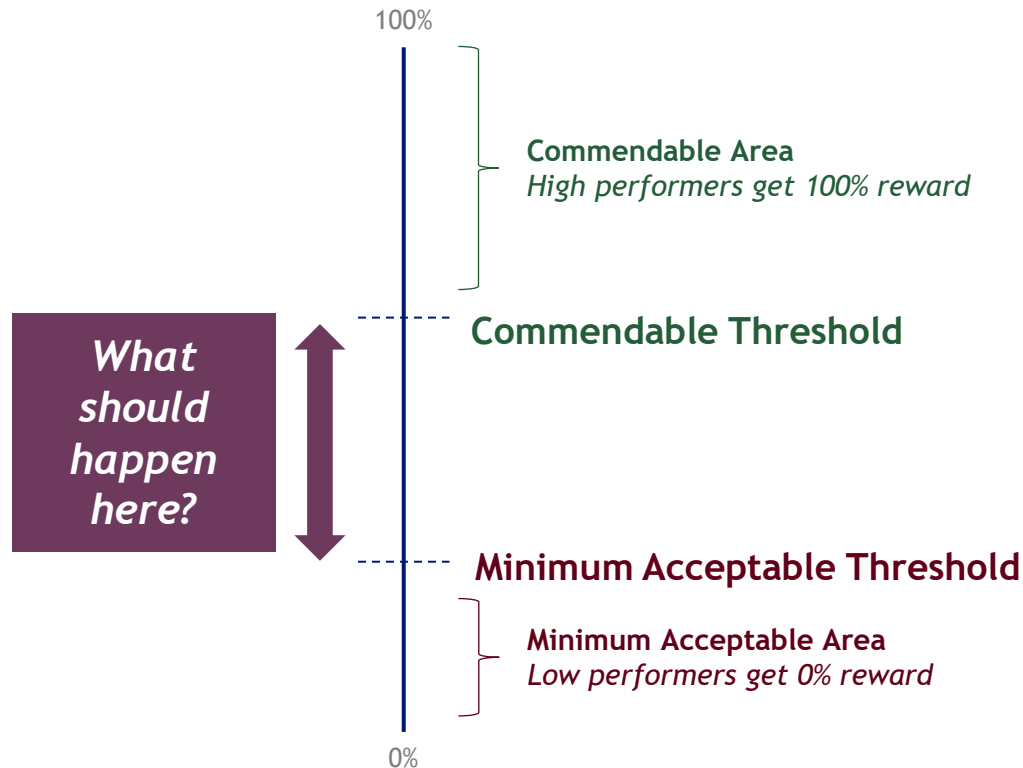 100%
Commendable Area
High performers get 100% reward
Commendable Threshold
What
should
happen
here?
Minimum Acceptable Threshold
Minimum Acceptable Area
Low performers get 0% reward
0%